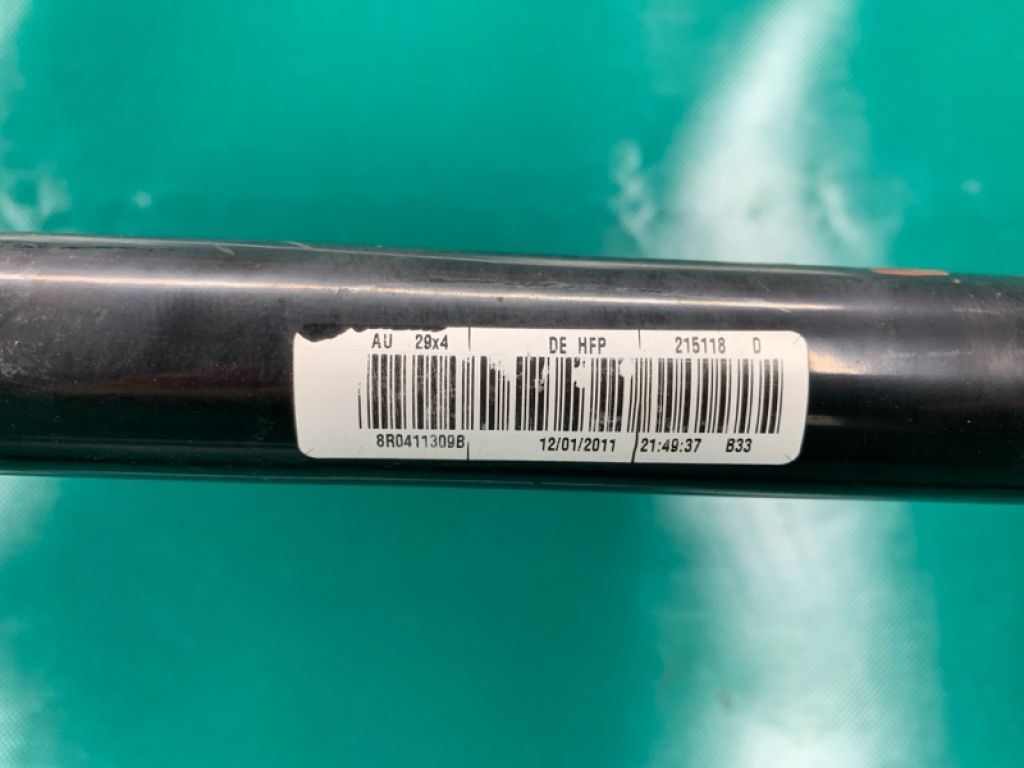 AU 29x4 DE HFP 215118 D
8R0411309B 12/01/2011 21:49:37 B33